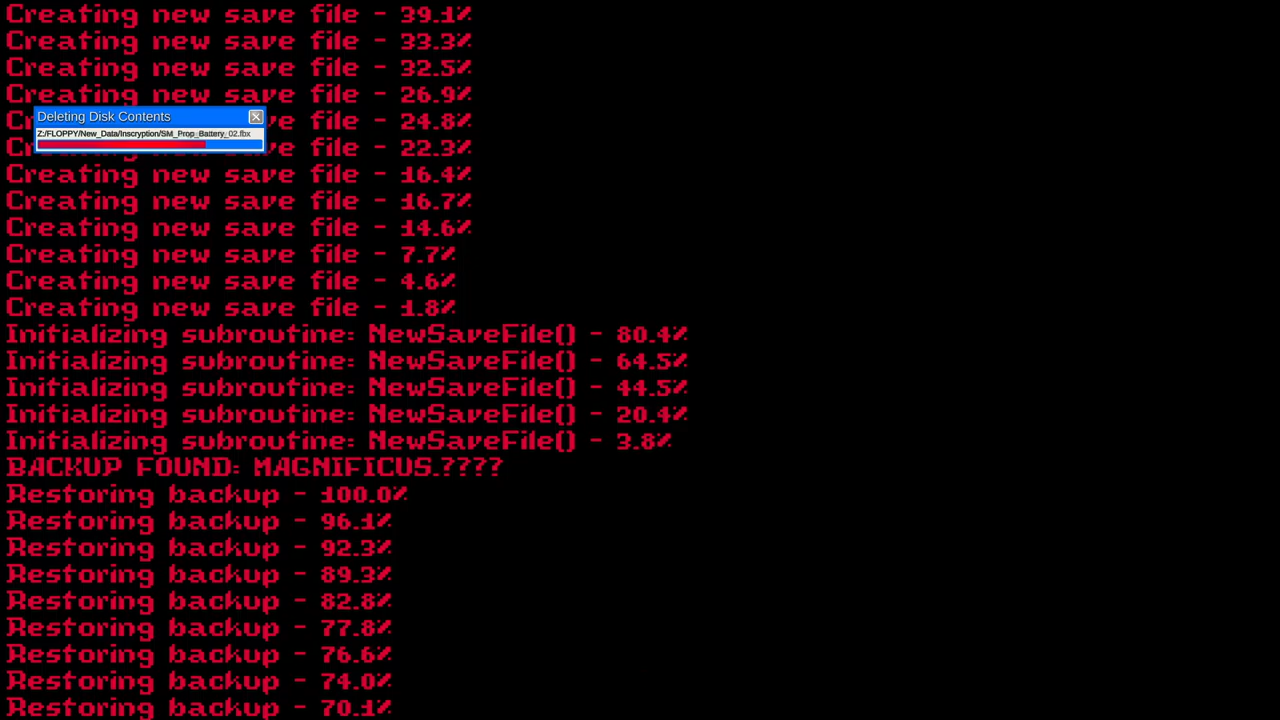 Creating new save file - 39.1%
Creating new save file - 33.3%
Creating new save file - 32.5%
Creating new save file - 26.9%
Deleting Disk Contents
Z:/FLOPPY/New_Data/Inscryption/SM_Prop_Battery_02.fbx
save file - 24.8%
save file - 22.3%
Creating new save file - 16.4%
Creating new save file - 16.7%
Creating new save file - 14.6%
Creating new save file - 7.7%
Creating new save file - 4.6%
Creating new save file - 1.8%
Initializing subroutine: NewSaveFile() - 80.4%
Initializing subroutine: NewSaveFile() - 64.5%
Initializing subroutine: NewSaveFile() - 44.5%
Initializing subroutine: NewSaveFile() - 20.4%
Initializing subroutine: NewSaveFile() - 3.8%
BACKUP FOUND: MAGNIFICUS.????
Restoring backup - 100.0%
Restoring backup - 96.1%
Restoring backup - 92.3%
Restoring backup - 89.3%
Restoring backup - 82.8%
Restoring backup - 77.8%
Restoring backup - 76.6%
Restoring backup - 74.0%
Restoring backup - 70.1%